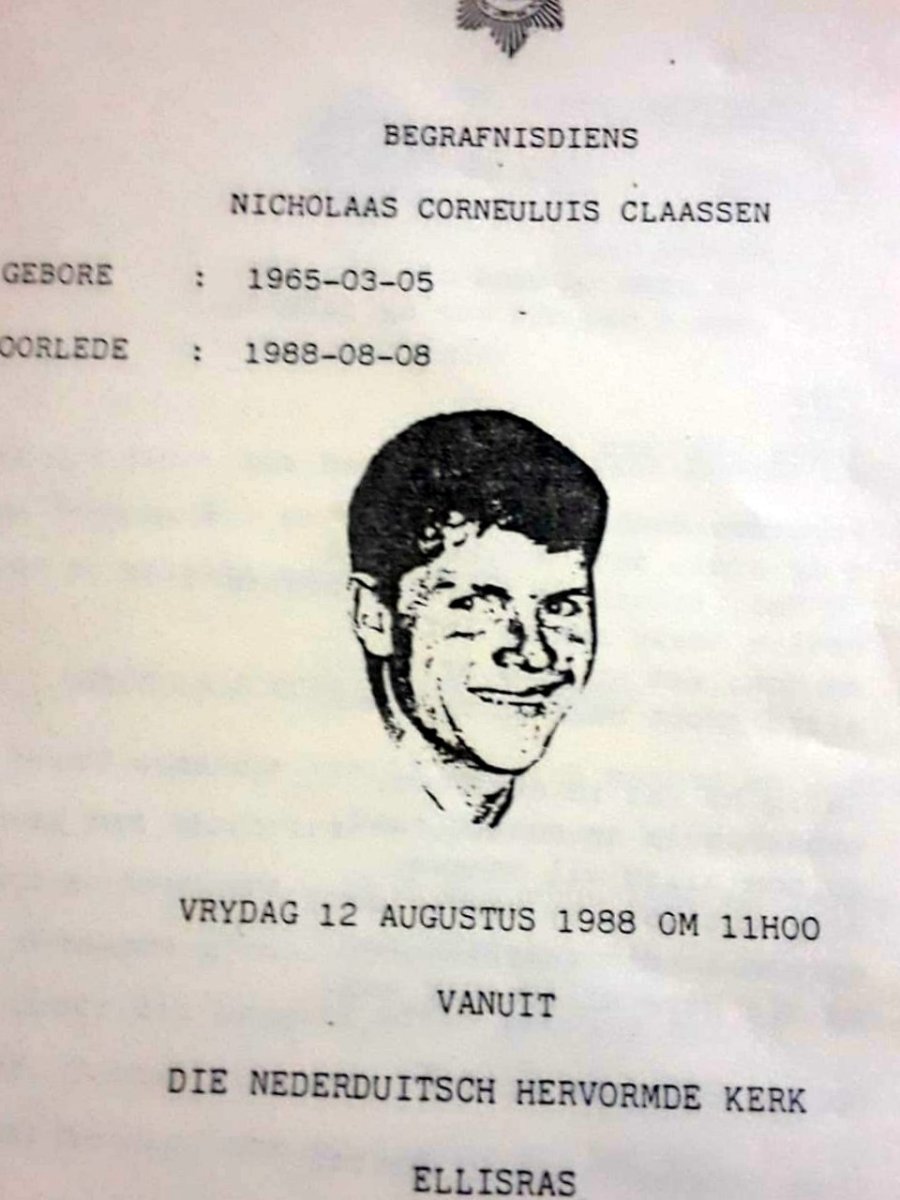 BEGRAFNISDIENS
NICHOLAAS CORNEULUIS CLAASSEN
GEBORE : 1965-03-05
OORLEDE : 1988-08-08
VRYDAG 12 AUGUSTUS 1988 OM 11H00
VANUIT
DIE NEDERDUITSCH HERVORMDE KERK
ELLISRAS